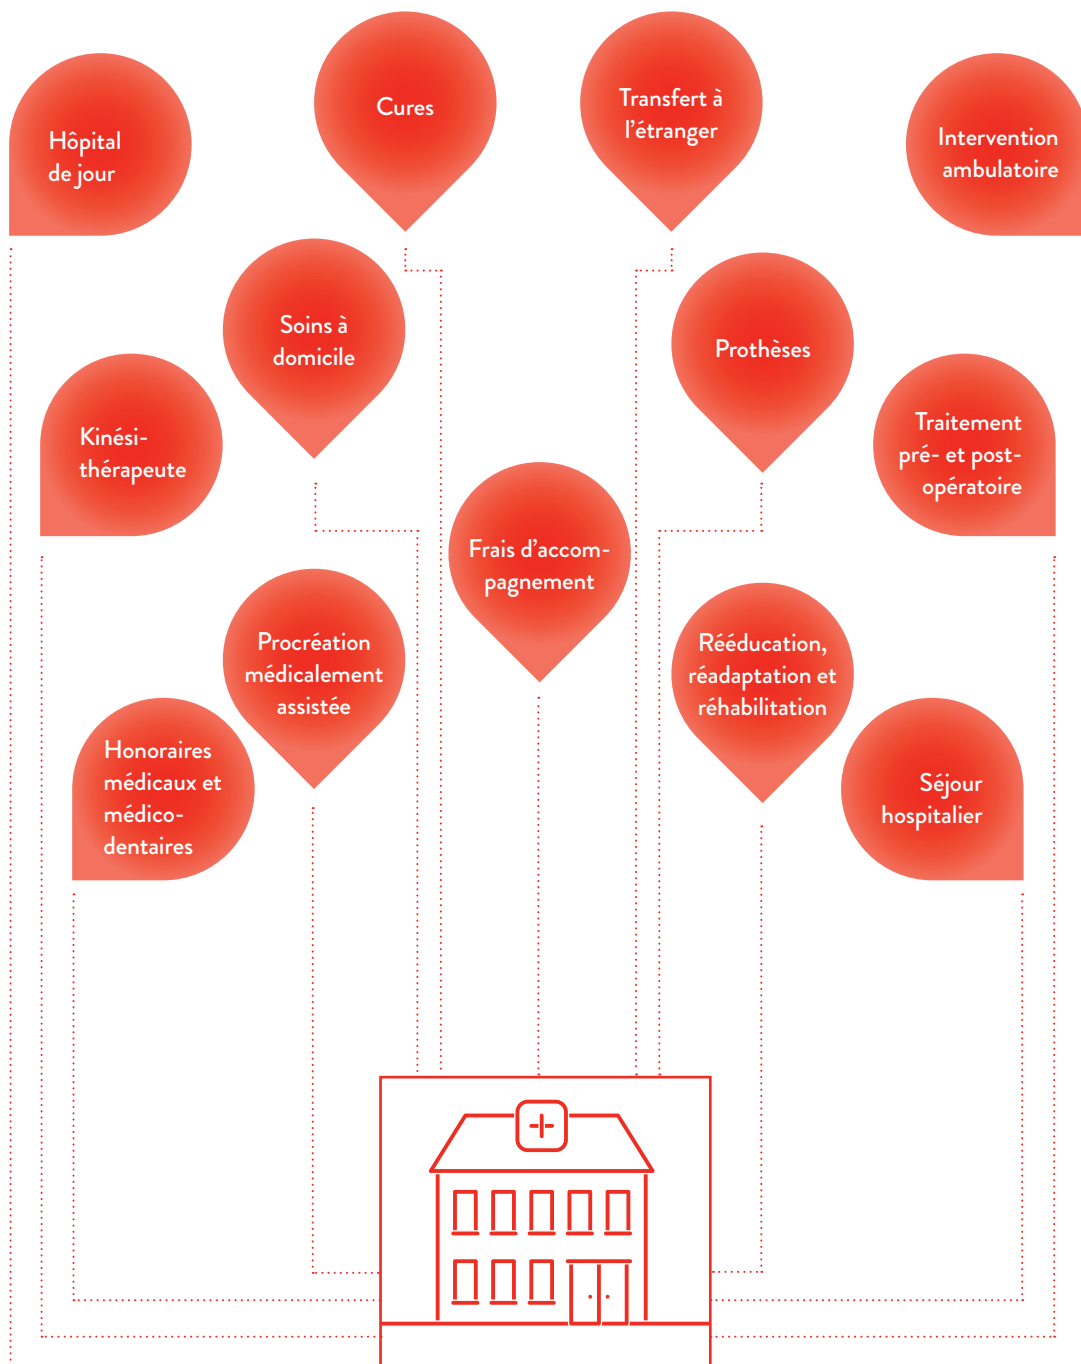 Hôpital
de jour
Cures
Transfert à
l'étranger
Intervention
ambulatoire
Soins à
domicile
Prothèses
Kinési-
thérapeute
Traitement
pré- et post-
opératoire
Frais d'accom-
pagnement
Procréation
médicalement
assistée
Rééducation,
réadaptation et
réhabilitation
Honoraires
médicaux et
médico-
dentaires
Séjour
hospitalier